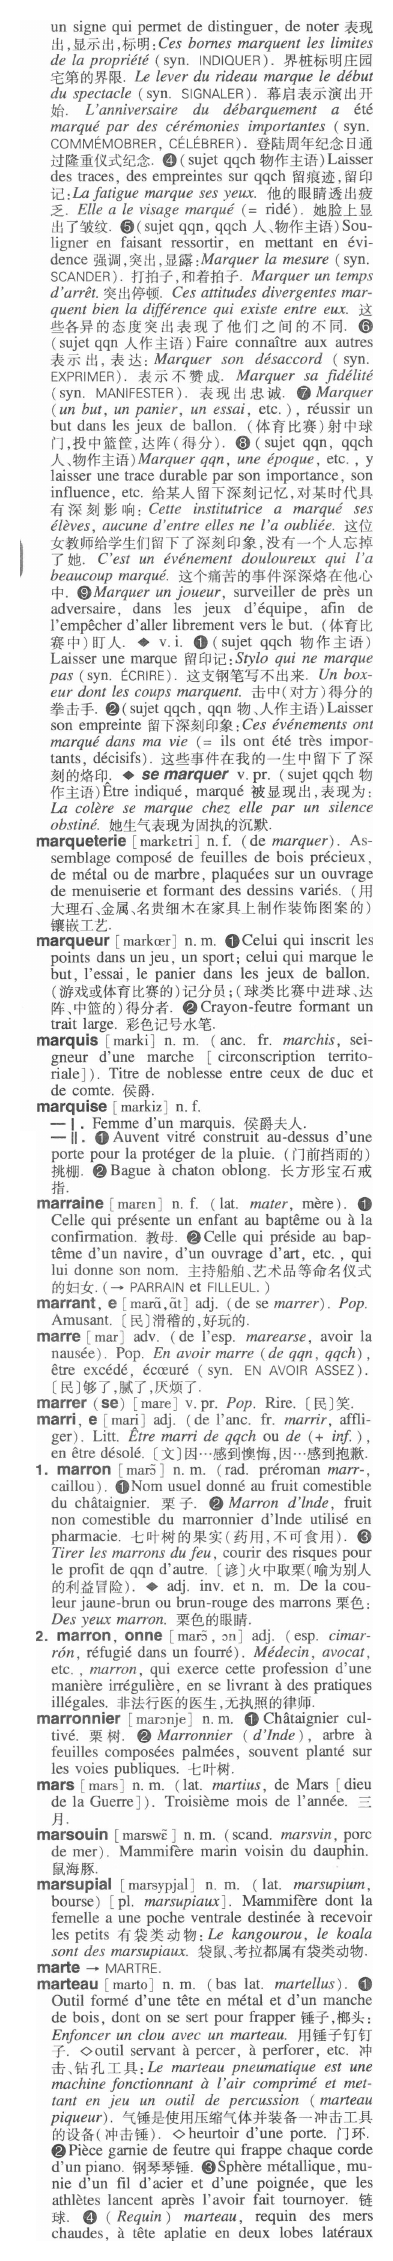 un signe qui permet de distinguer, de noter 表现
出,显示出,标明:Ces bornes marquent les limites
de la propriété (syn. INDIQUER). 界桩标明庄园
宅第的界限. Le lever du rideau marque le début
du spectacle (syn. SIGNALER). 幕启表示演出开
始. L'anniversaire du débarquement a été
marqué par des cérémonies importantes (syn.
COMMÉMOBRER, CÉLÉBRER). 登陆周年纪念日通
过隆重仪式纪念. ❹(sujet qqch 物作主语)Laisser
des traces, des empreintes sur qqch 留痕迹,留印
记:La fatigue marque ses yeux. 他的眼睛透出疲
乏. Elle a le visage marqué (= ridé). 她脸上显
出了皱纹. ❺(sujet qqn, qqch 人、物作主语)Sou-
ligner en faisant ressortir, en mettant en évi-
dence 强调,突出,显露:Marquer la mesure (syn.
SCANDER). 打拍子,和着拍子. Marquer un temps
d'arrêt. 突出停顿. Ces attitudes divergentes mar-
quent bien la différence qui existe entre eux. 这
些各异的态度突出表现了他们之间的不同. ❻
(sujet qqn 人作主语) Faire connaître aux autres
表示出,表达: Marquer son désaccord (syn.
EXPRIMER). 表示不赞成. Marquer sa fidélité
(syn. MANIFESTER). 表现出忠诚. ❼ Marquer
(un but, un panier, un essai, etc.), réussir un
but dans les jeux de ballon. (体育比赛)射中球
门,投中篮筐,达阵(得分). ❽ (sujet qqn, qqch
人、物作主语)Marquer qqn, une époque, etc., y
laisser une trace durable par son importance, son
influence, etc. 给某人留下深刻记忆,对某时代具
有深刻影响: Cette institutrice a marqué ses
élèves, aucune d'entre elles ne l'a oubliée. 这位
女教师给学生们留下了深刻印象,没有一个人忘掉
了她. C'est un événement douloureux qui l'a
beaucoup marqué. 这个痛苦的事件深深烙在他心
中. ❾Marquer un joueur, surveiller de près un
adversaire, dans les jeux d'équipe, afin de
l'empêcher d'aller librement vers le but. (体育比
赛中)盯人. ◆ v. i. ❶(sujet qqch 物作主语)
Laisser une marque 留印记:Stylo qui ne marque
pas (syn. ÉCRIRE). 这支钢笔写不出来. Un box-
eur dont les coups marquent. 击中(对方)得分的
拳击手. ❷(sujet qqch, qqn 物、人作主语)Laisser
son empreinte 留下深刻印象:Ces événements ont
marqué dans ma vie (= ils ont été très impor-
tants, décisifs). 这些事件在我的一生中留下了深
刻的烙印. ◆ se marquer v. pr. (sujet qqch 物
作主语)Être indiqué, marqué 被显现出,表现为:
La colère se marque chez elle par un silence
obstiné. 她生气表现为固执的沉默.
marqueterie [markɛtri] n. f. (de marquer). As-
semblage composé de feuilles de bois précieux,
de métal ou de marbre, plaquées sur un ouvrage
de menuiserie et formant des dessins variés. (用
大理石、金属、名贵细木在家具上制作装饰图案的)
镶嵌工艺.
marqueur [markœr] n. m. ❶Celui qui inscrit les
points dans un jeu, un sport; celui qui marque le
but, l'essai, le panier dans les jeux de ballon.
(游戏或体育比赛的)记分员;(球类比赛中进球、达
阵、中篮的)得分者. ❷Crayon-feutre formant un
trait large. 彩色记号水笔.
marquis [marki] n. m. (anc. fr. marchis, sei-
gneur d'une marche [circonscription territo-
riale]). Titre de noblesse entre ceux de duc et
de comte. 侯爵.
marquise [markiz] n. f.
— I. Femme d'un marquis. 侯爵夫人.
— II. ❶ Auvent vitré construit au-dessus d'une
porte pour la protéger de la pluie. (门前挡雨的)
挑棚. ❷Bague à chaton oblong. 长方形宝石戒
指.
marraine [marɛn] n. f. (lat. mater, mère). ❶
Celle qui présente un enfant au baptême ou à la
confirmation. 教母. ❷Celle qui préside au bap-
tême d'un navire, d'un ouvrage d'art, etc., qui
lui donne son nom. 主持船舶、艺术品等命名仪式
的妇女. (→ PARRAIN et FILLEUL.)
marrant, e [marɑ̃,ɑ̃t] adj. (de se marrer). Pop.
Amusant. 〔民〕滑稽的,好玩的.
marre [mar] adv. (de l'esp. marearse, avoir la
nausée). Pop. En avoir marre (de qqn, qqch),
être excédé, écœuré (syn. EN AVOIR ASSEZ).
〔民〕够了,腻了,厌烦了.
marrer (se) [mare] v. pr. Pop. Rire. 〔民〕笑.
marri, e [mari] adj. (de l'anc. fr. marrir, affli-
ger). Litt. Être marri de qqch ou de (+ inf.),
en être désolé. 〔文〕因…感到懊悔,因…感到抱歉.
1. marron [marɔ̃] n. m. (rad. préroman marr-,
caillou). ❶Nom usuel donné au fruit comestible
du châtaignier. 栗子. ❷ Marron d'Inde, fruit
non comestible du marronnier d'Inde utilisé en
pharmacie. 七叶树的果实(药用,不可食用). ❸
Tirer les marrons du feu, courir des risques pour
le profit de qqn d'autre. 〔谚〕火中取栗(喻为别人
的利益冒险). ◆ adj. inv. et n. m. De la cou-
leur jaune-brun ou brun-rouge des marrons 栗色:
Des yeux marron. 栗色的眼睛.
2. marron, onne [marɔ̃, ɔn] adj. (esp. cimar-
rón, réfugié dans un fourré). Médecin, avocat,
etc., marron, qui exerce cette profession d'une
manière irrégulière, en se livrant à des pratiques
illégales. 非法行医的医生,无执照的律师.
marronnier [marɔnje] n. m. ❶ Châtaignier cul-
tivé. 栗树. ❷ Marronnier (d'Inde), arbre à
feuilles composées palmées, souvent planté sur
les voies publiques. 七叶树.
mars [mars] n. m. (lat. martius, de Mars [dieu
de la Guerre]). Troisième mois de l'année. 三
月.
marsouin [marswɛ̃] n. m. (scand. marsvin, porc
de mer). Mammifère marin voisin du dauphin.
鼠海豚.
marsupial [marsypjal] n. m. (lat. marsupium,
bourse) [pl. marsupiaux]. Mammifère dont la
femelle a une poche ventrale destinée à recevoir
les petits 有袋类动物: Le kangourou, le koala
sont des marsupiaux. 袋鼠、考拉都属有袋类动物.
marte → MARTRE.
marteau [marto] n. m. (bas lat. martellus). ❶
Outil formé d'une tête en métal et d'un manche
de bois, dont on se sert pour frapper 锤子,榔头:
Enfoncer un clou avec un marteau. 用锤子钉钉
子. ◇outil servant à percer, à perforer, etc. 冲
击、钻孔工具:Le marteau pneumatique est une
machine fonctionnant à l'air comprimé et met-
tant en jeu un outil de percussion (marteau
piqueur). 气锤是使用压缩气体并装备一冲击工具
的设备(冲击锤). ◇heurtoir d'une porte. 门环.
❷Pièce garnie de feutre qui frappe chaque corde
d'un piano. 钢琴琴锤. ❸Sphère métallique, mu-
nie d'un fil d'acier et d'une poignée, que les
athlètes lancent après l'avoir fait tournoyer. 链
球. ❹ (Requin) marteau, requin des mers
chaudes, à tête aplatie en deux lobes latéraux